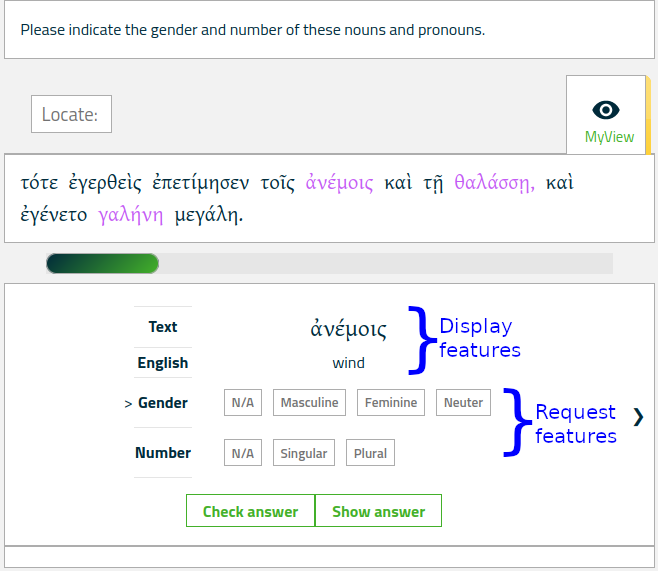 Please indicate the gender and number of these nouns and pronouns.
Locate:
MyView
τότε ἐγερθεὶς ἐπετίμησεν τοῖς ἀνέμοις καὶ τῇ θαλάσσῃ, καὶ
ἐγένετο γαλήνη μεγάλη.
Text ἀνέμοις
English wind
Display
features
> Gender N/A Masculine Feminine Neuter
Request
features
Number N/A Singular Plural
Check answer Show answer